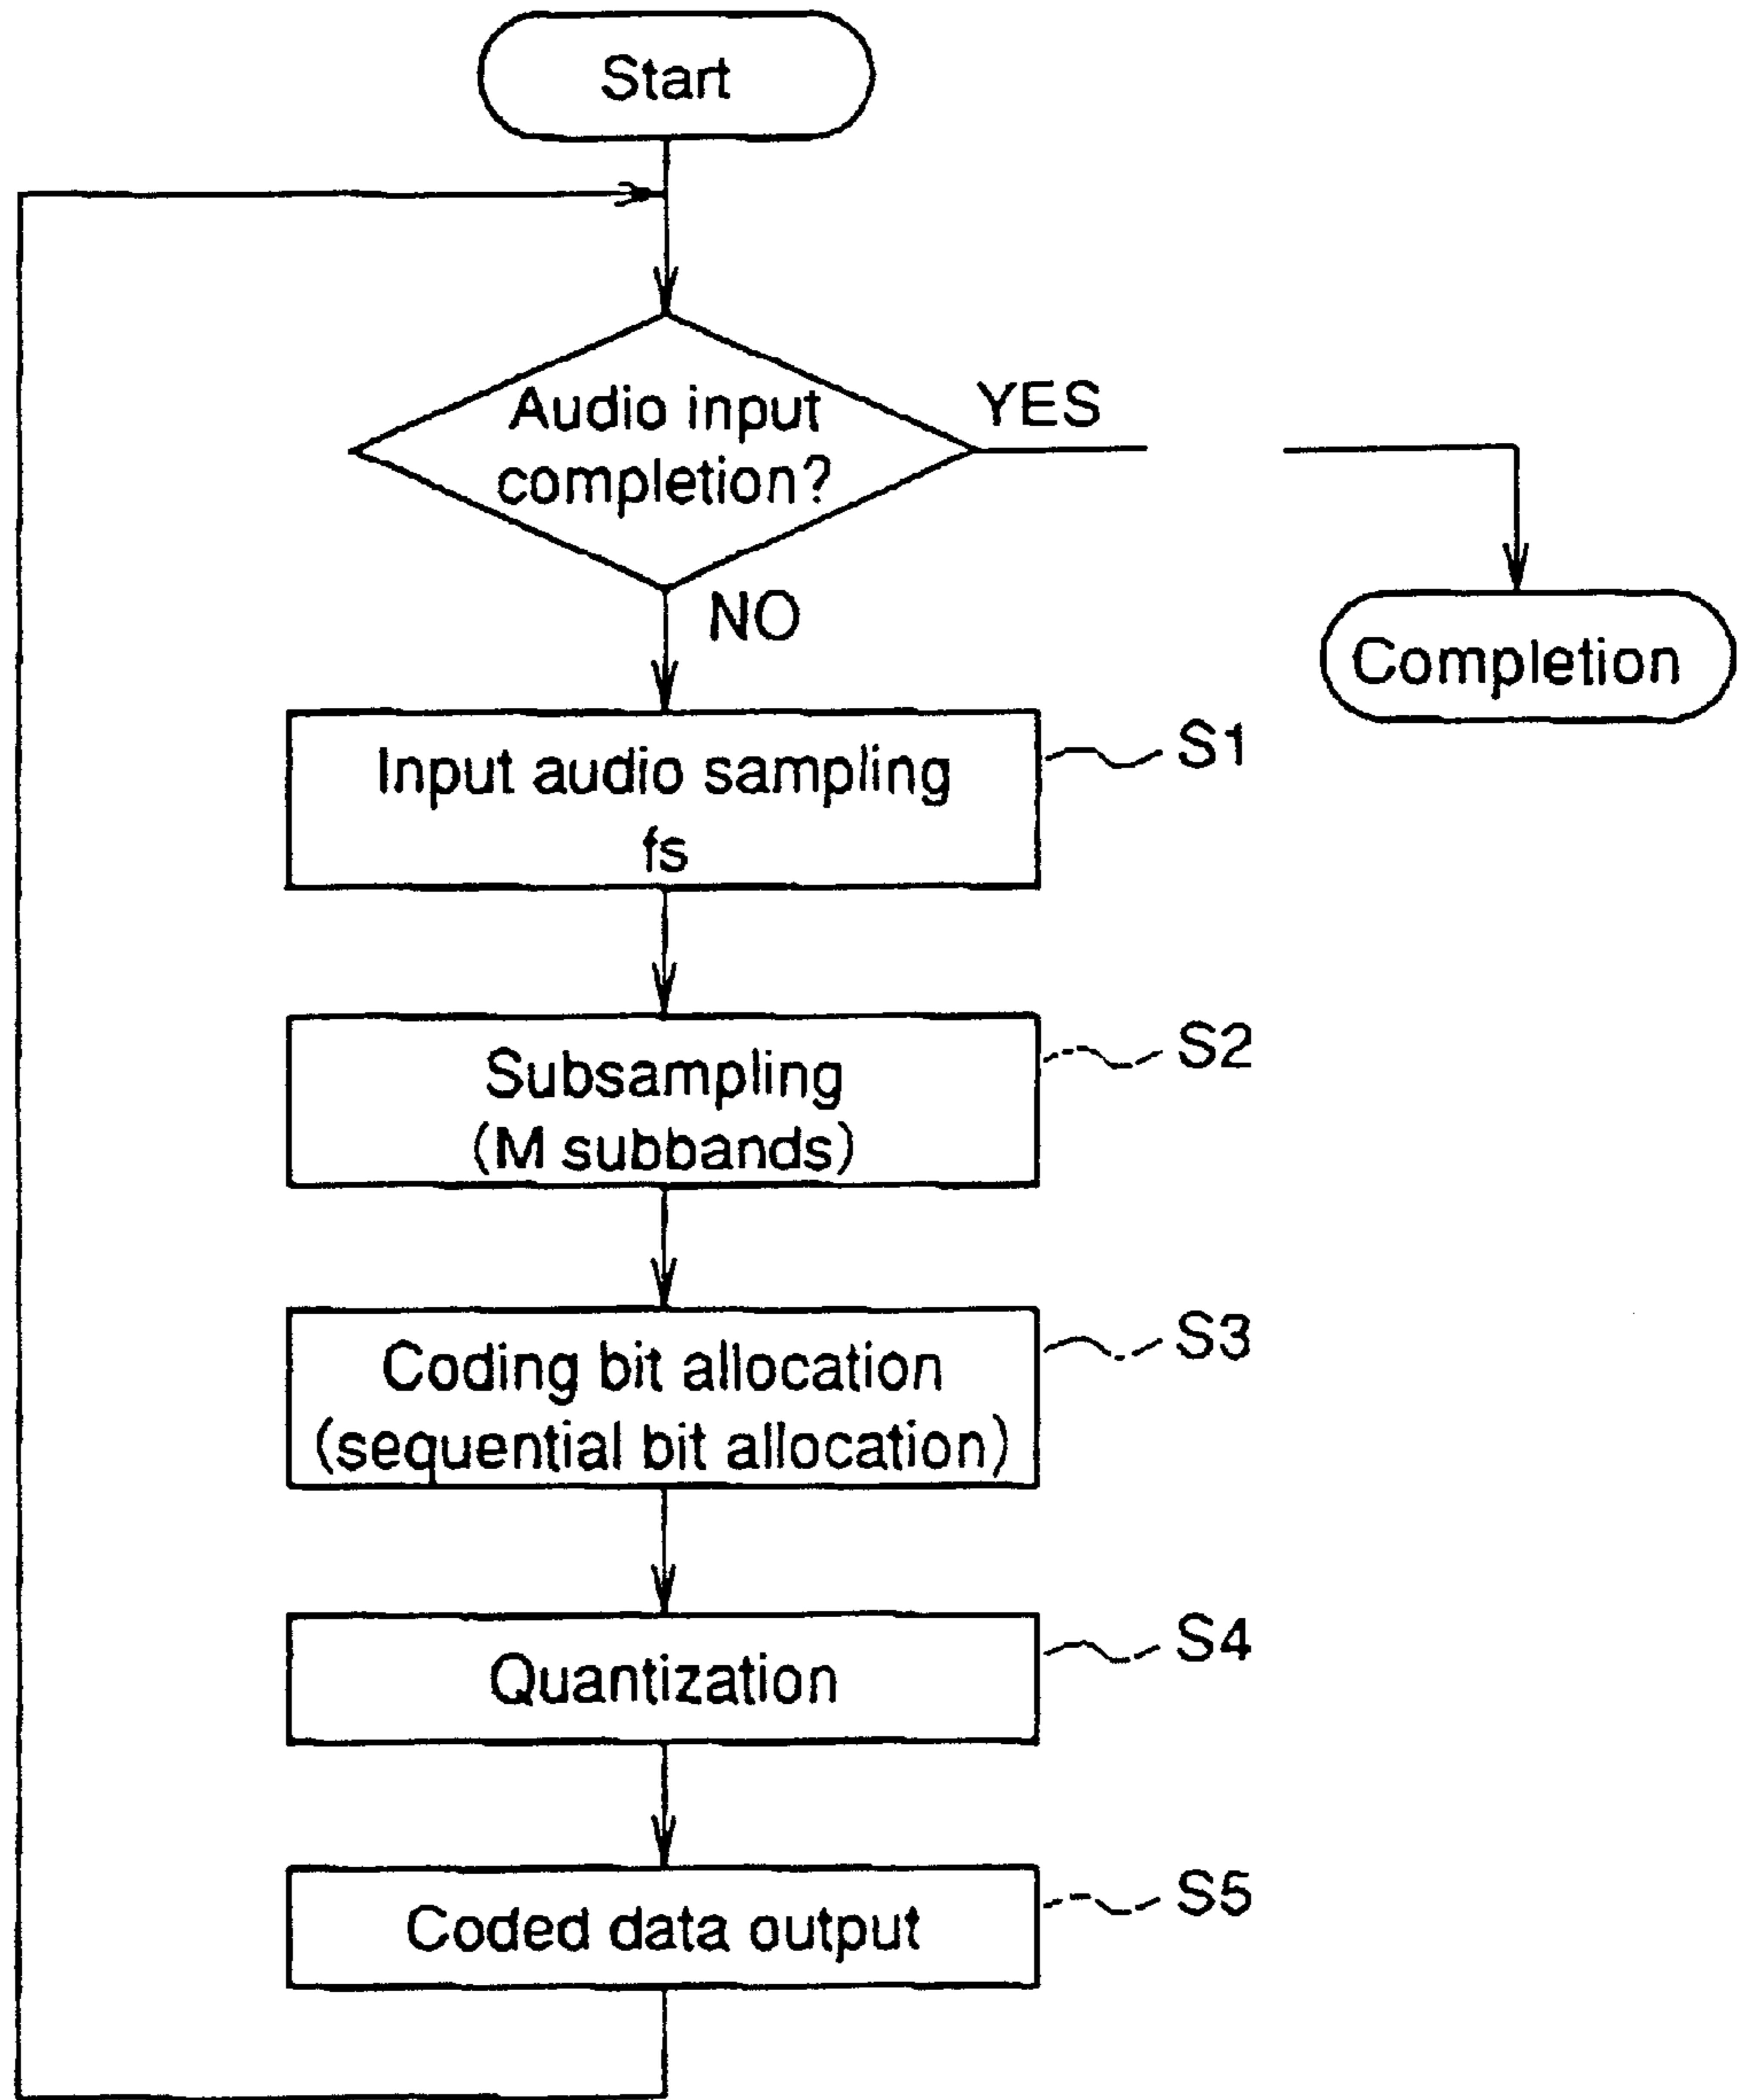 Start
Audio input
completion?
YES
NO
Completion
Input audio sampling
fs
S1
Subsampling
(M subbands)
S2
Coding bit allocation
(sequential bit allocation)
S3
Quantization
S4
Coded data output
S5